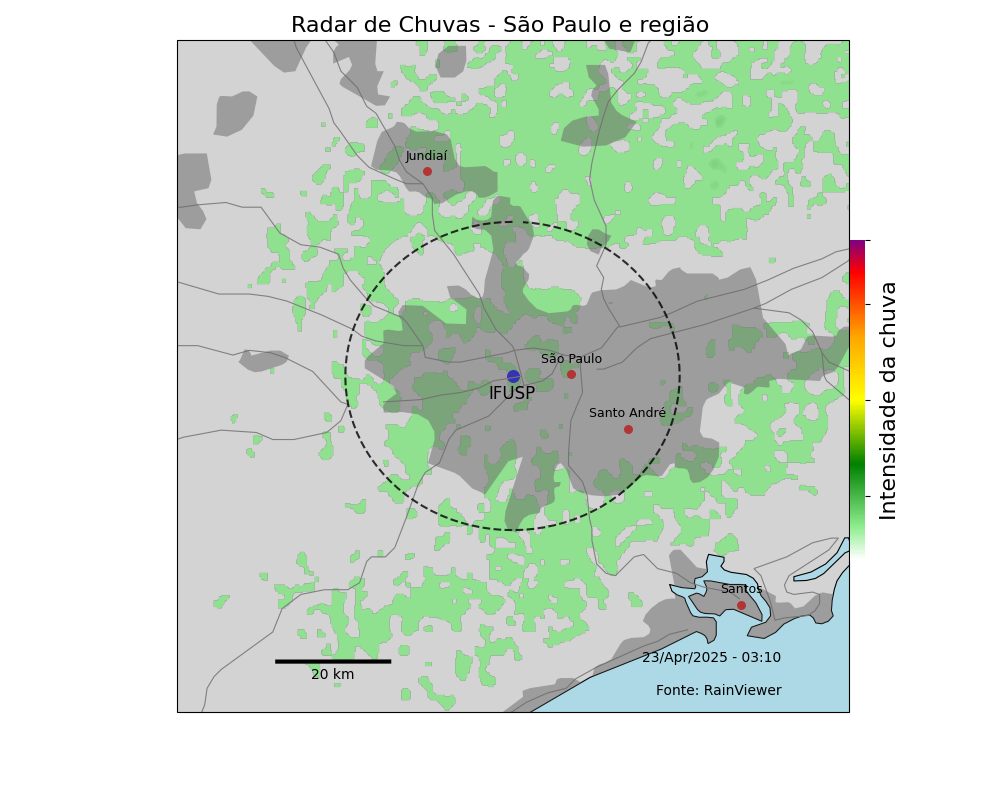 Radar de Chuvas - São Paulo e região
Jundiaí
São Paulo
IFUSP
Santo André
Intensidade da chuva
Santos
23/Apr/2025 - 03:10
20 km
Fonte: RainViewer